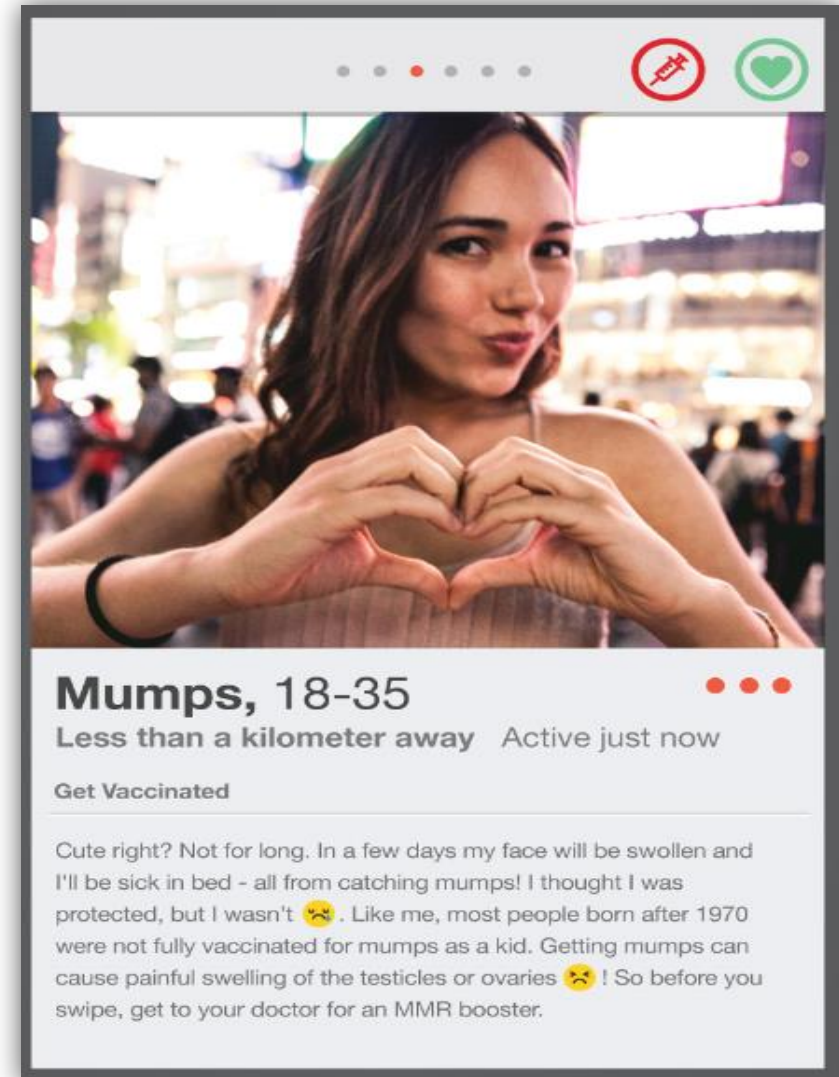 Mumps, 18-35
Less than a kilometer away Active just now
Get Vaccinated
Cute right? Not for long. In a few days my face will be swollen and
I'll be sick in bed - all from catching mumps! I thought I was
protected, but I wasn't 😢. Like me, most people born after 1970
were not fully vaccinated for mumps as a kid. Getting mumps can
cause painful swelling of the testicles or ovaries 😣! So before you
swipe, get to your doctor for an MMR booster.